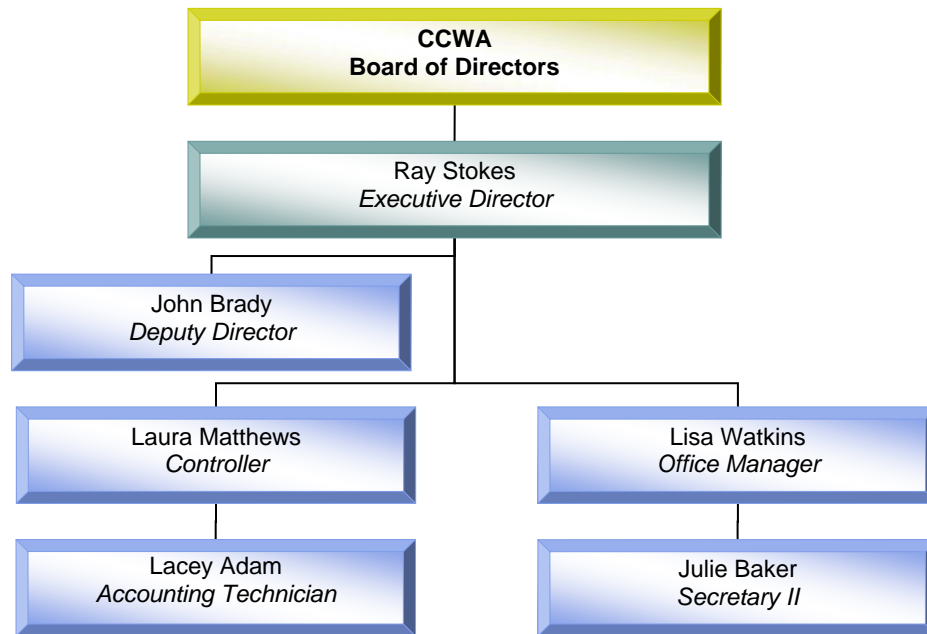 CCWA
Board of Directors
Ray Stokes
Executive Director
John Brady
Deputy Director
Laura Matthews
Controller
Lisa Watkins
Office Manager
Lacey Adam
Accounting Technician
Julie Baker
Secretary II